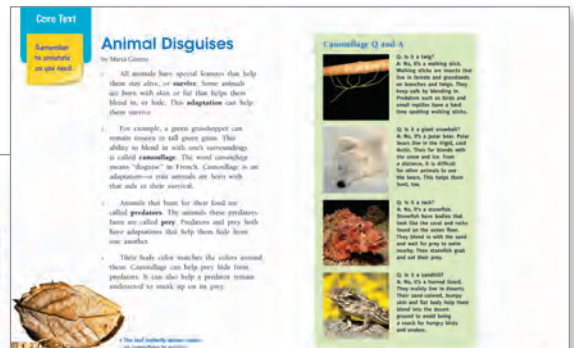 Core Text
Remember
to annotate
as you read.
Animal Disguises
by Marcia
1 All animals have special features that help
them stay alive, or survive. Some animals
are born with skin or fur that helps them
blend in, or hide. This adaptation can help
them survive
2 For example, a green grasshopper can
remain unseen in tall green grass. This
ability to blend in with one's surroundings
is called camouflage. The word camouflage
means "disguise" in French. Camouflage is an
adaptation—a trait animals are born with
that aids in their survival.
3 Animals that hunt for their food are
called predators. The animals these predators
hunt are called prey. Predators and prey both
have adaptations that help them hide from
one another.
4 Their body color matches the colors around
them. Camouflage can help prey hide from
predators. It can also help a predator remain
undetected to sneak up on its prey.
Camouflage Q and A
Q: Is it a twig?
A: No, it's a walking stick.
Walking sticks are insects that
live in forests and grasslands
on branches and twigs. They
keep safe by blending in.
Predators such as birds and
small reptiles have a hard
time spotting walking sticks.
Q: Is it a giant snowball?
A: No, it's a polar bear. Polar
bears live in the frigid, cold
Arctic. Their fur blends with
the snow and ice. From
a distance, it is difficult
for other animals to see
the bears. This helps them
hunt, too.
Q: Is it a rock?
A: No, it's a stonefish.
Stonefish have bodies that
look like the coral and rocks
found on the ocean floor.
They blend in with the sand
and wait for prey to swim
nearby. Then stonefish grab
and eat their prey.
Q: Is it a sandhill?
A: No, it's a horned lizard.
They mainly live in deserts.
Their sand-colored, bumpy
skin and flat body help them
blend into the desert
ground to avoid being
a snack for hungry birds
and snakes.